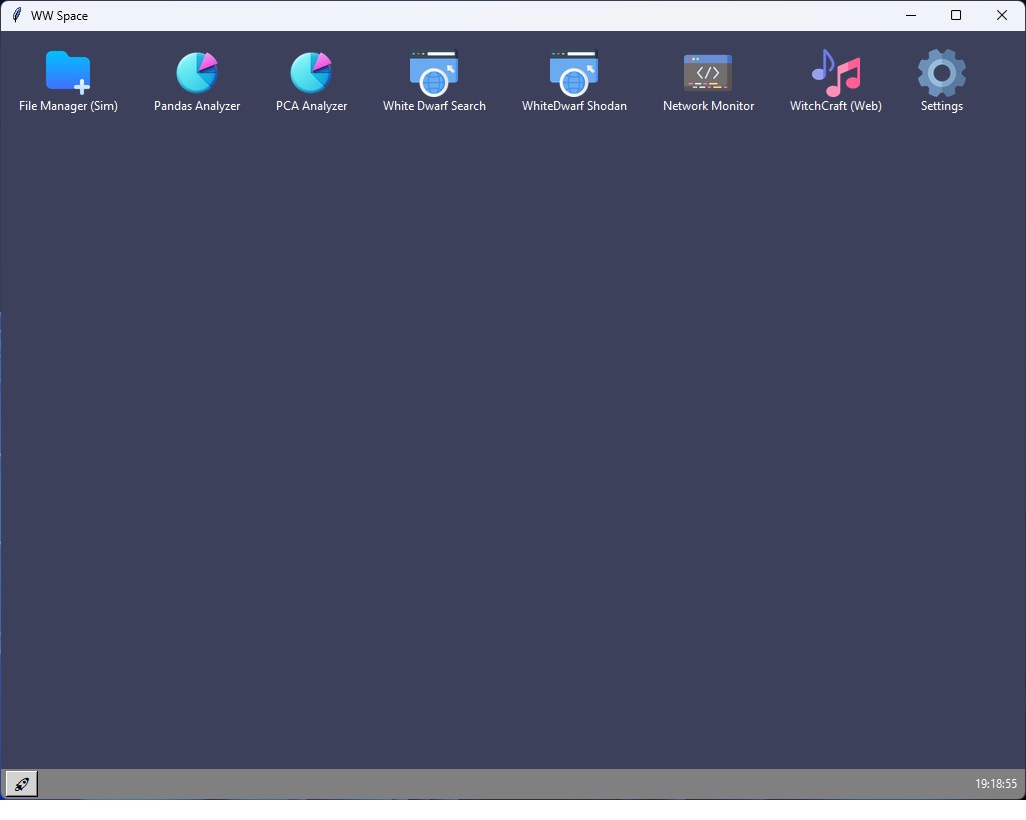 WW Space
File Manager (Sim)
Pandas Analyzer
PCA Analyzer
White Dwarf Search
WhiteDwarf Shodan
Network Monitor
WitchCraft (Web)
Settings
19:18:55